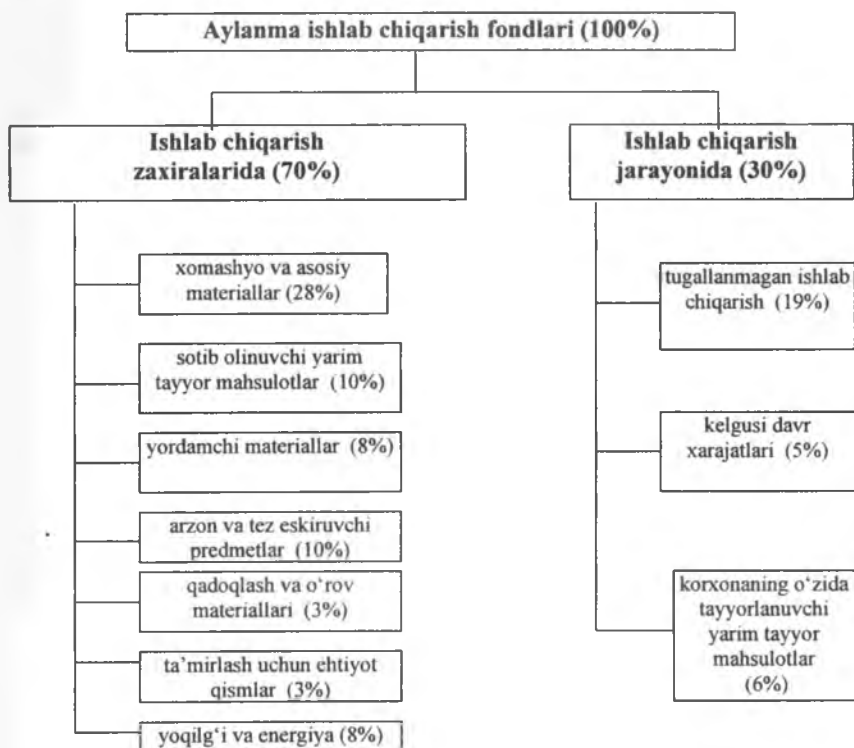 Aylanma ishlab chiqarish fondlari (100%)
Ishlab chiqarish
zaxiralarida (70%)
xomashyo va asosiy
materiallar (28%)
sotib olinuvchi yarim
tayyor mahsulotlar (10%)
yordamchi materiallar (8%)
arzon va tez eskiruvchi
predmetlar (10%)
qadoqlash va o‘rov
materiallari (3%)
ta’mirlash uchun ehtiyot
qismlar (3%)
yoqilg‘i va energiya (8%)
Ishlab chiqarish
jarayonida (30%)
tugallanmagan ishlab
chiqarish (19%)
kelgusi davr
xarajatlari (5%)
korxonaning o‘zida
tayyorlanuvchi
yarim tayyor
mahsulotlar
(6%)